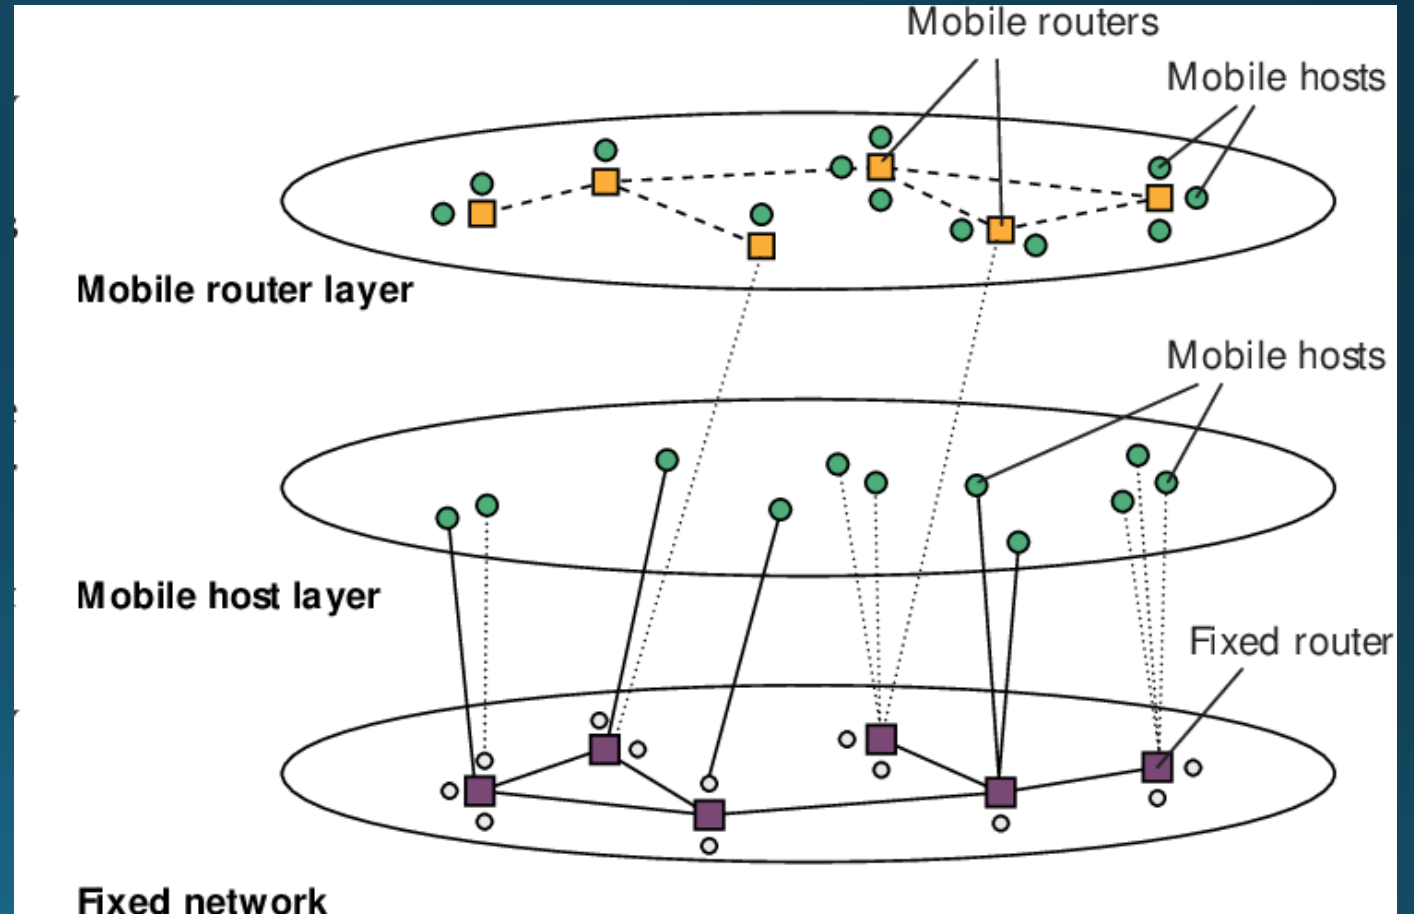 Mobile routers
Mobile hosts
Mobile router layer
Mobile hosts
Mobile host layer
Fixed router
Fixed network